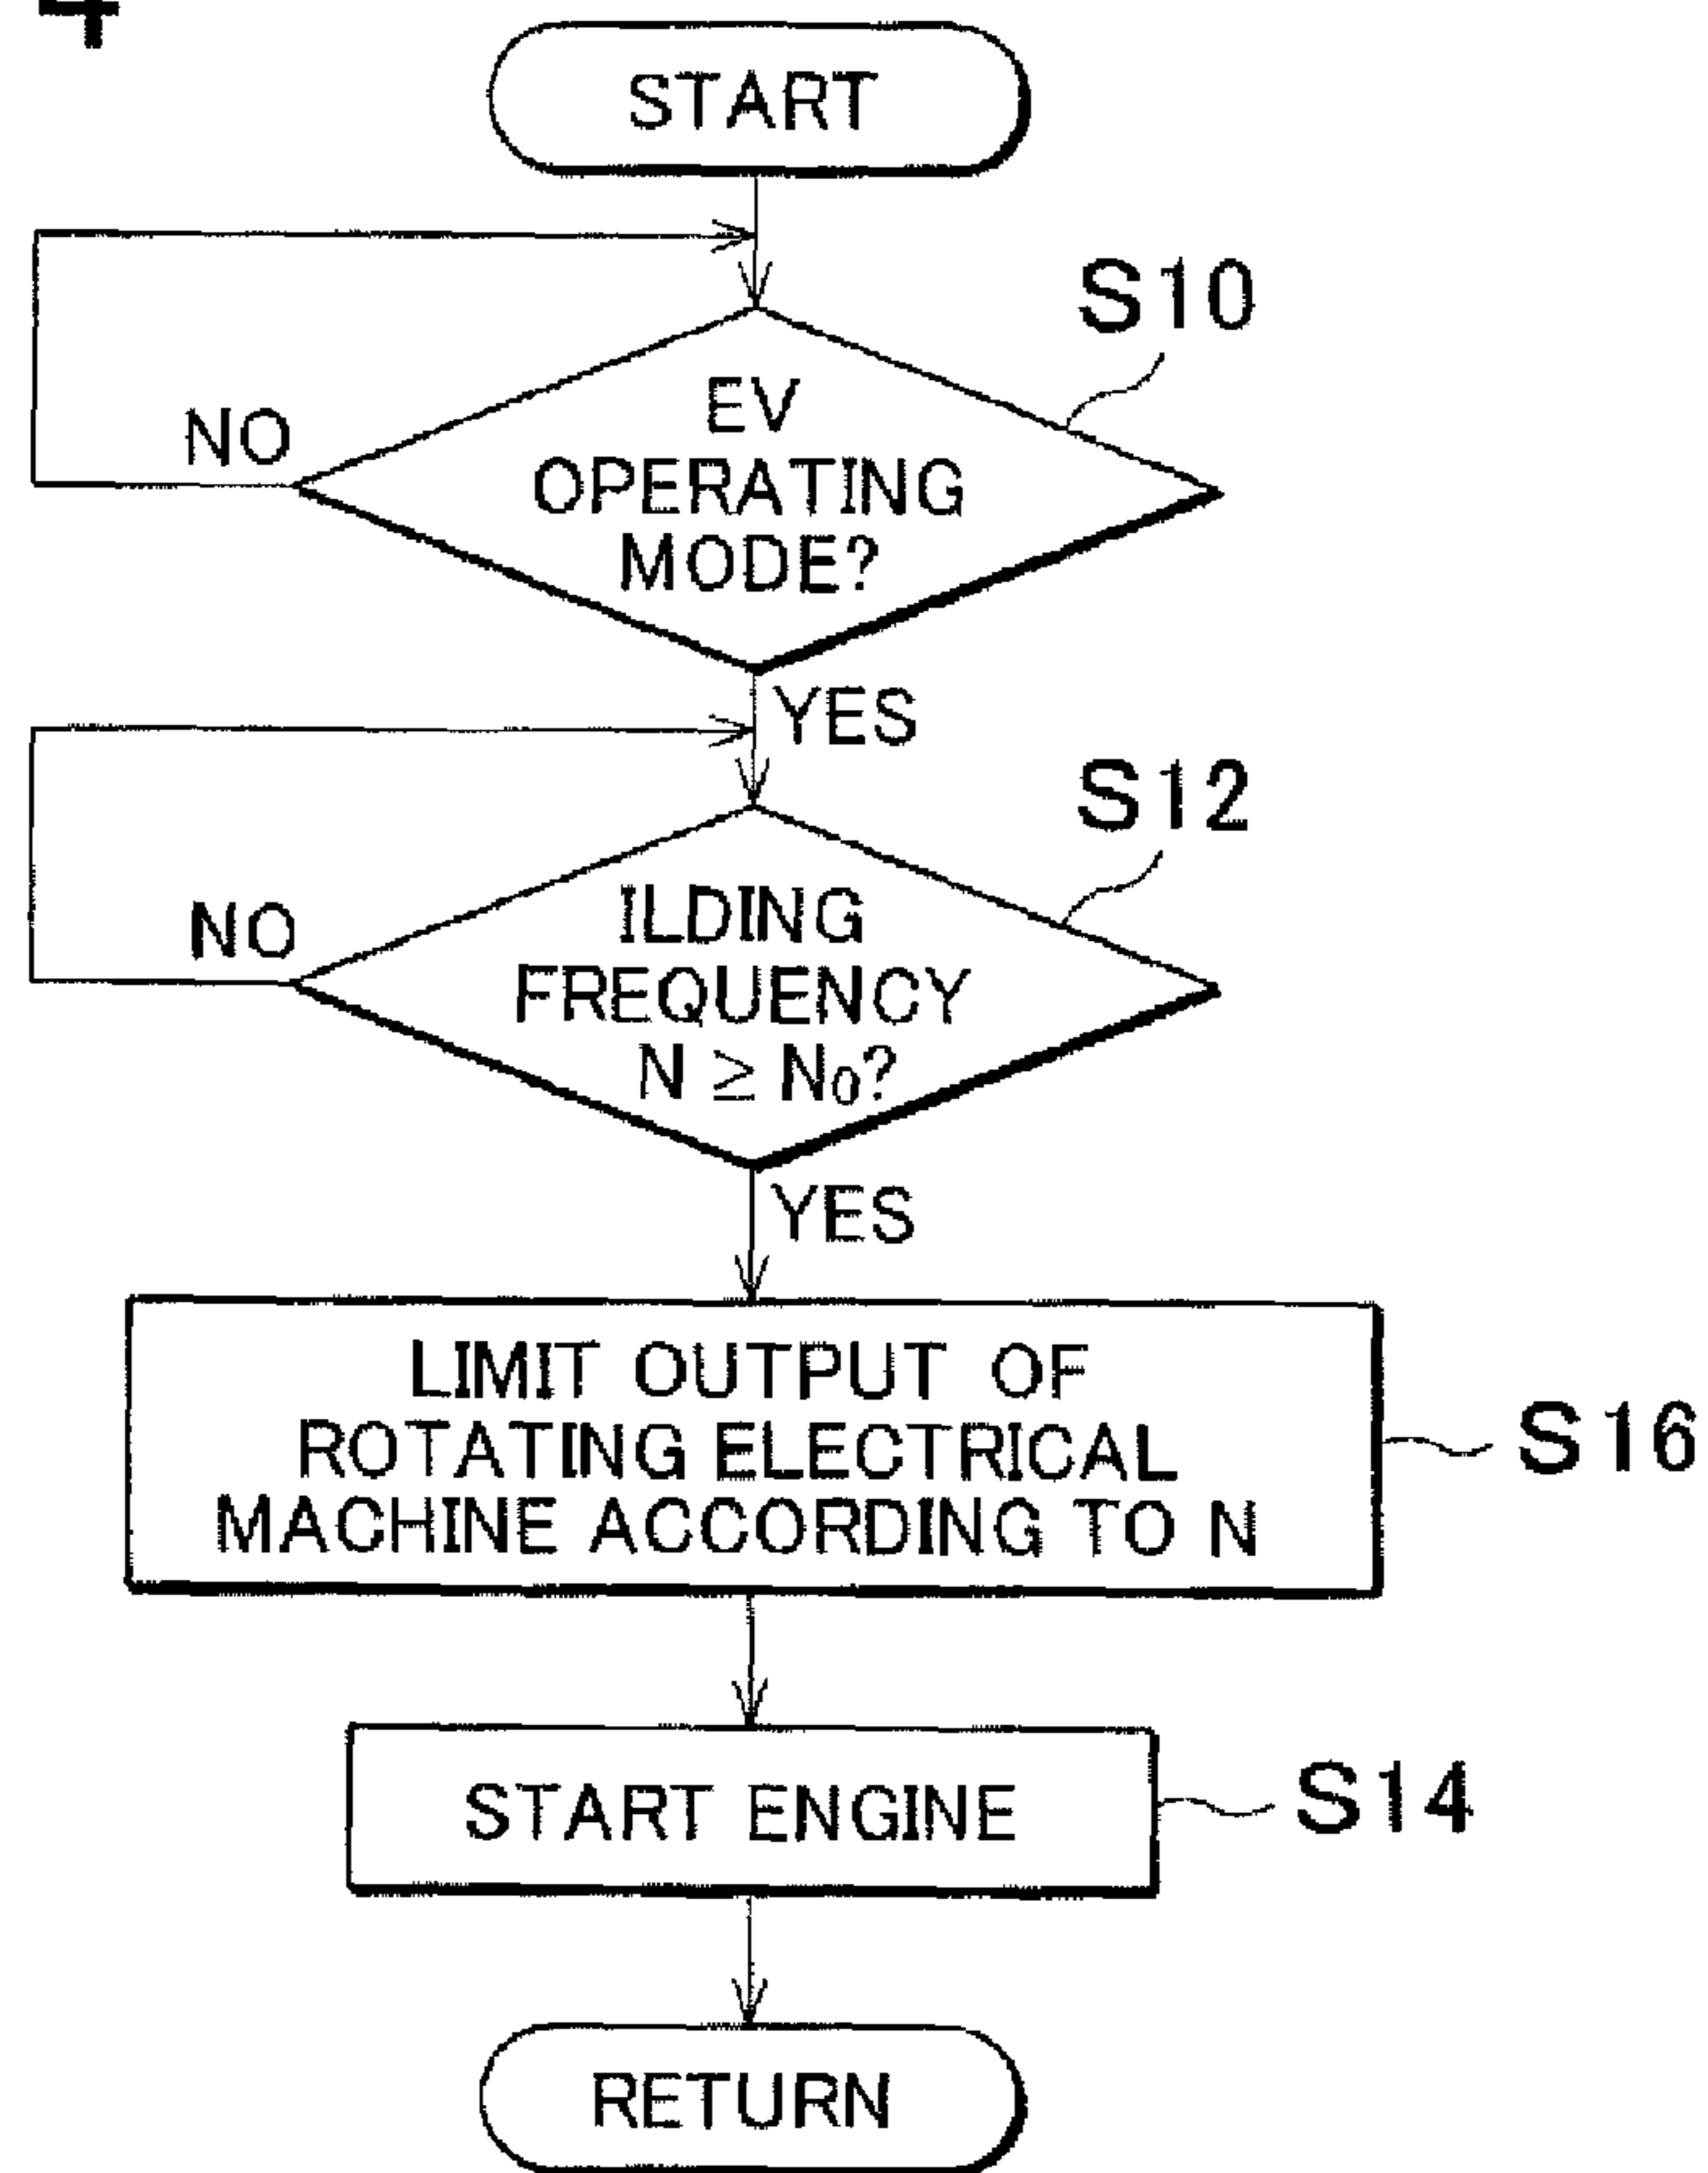 START
S10
NO
EV
OPERATING
MODE?
YES
S12
NO
ILDING
FREQUENCY
N ≥ N₀?
YES
LIMIT OUTPUT OF
ROTATING ELECTRICAL
MACHINE ACCORDING TO N
S16
START ENGINE
S14
RETURN